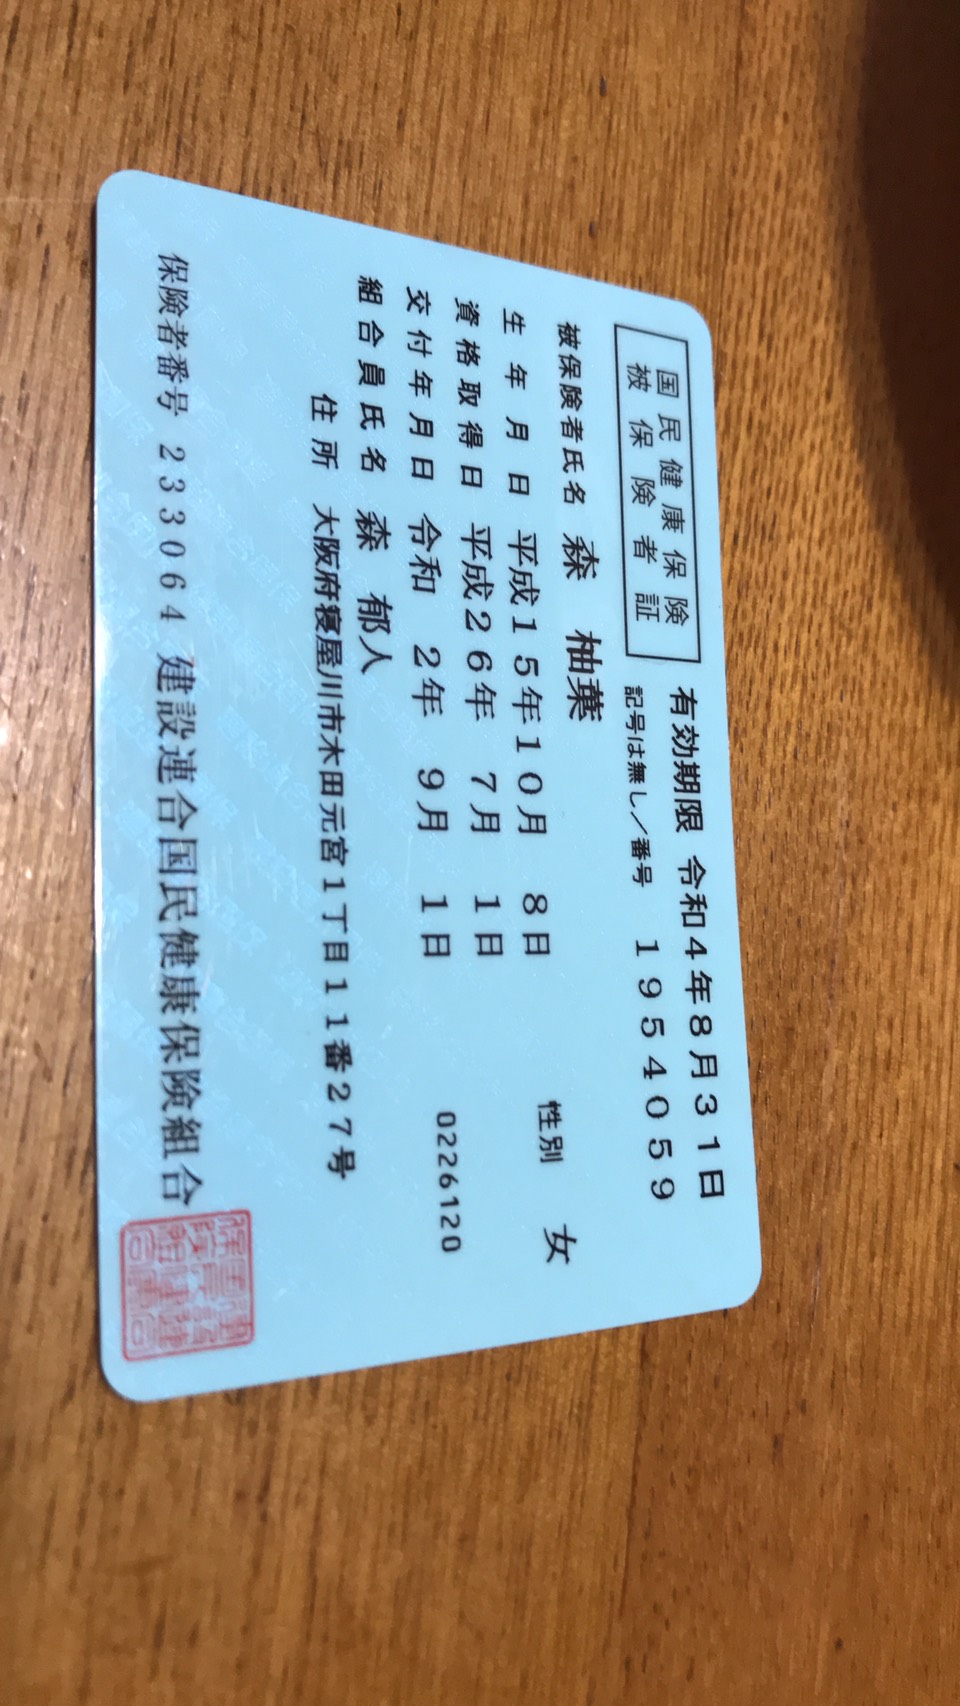 国民健康保険
被保険者証
有効期限 令和4年8月31日
記号は無し／番号 1954059
被保険者氏名 森 柚葉
生年月日 平成15年10月 8日 性別 女
資格取得日 平成26年 7月 1日
交付年月日 令和 2年 9月 1日 0226120
組合員氏名 森 郁人
住所 大阪府寝屋川市木田元宮1丁目11番27号
保険者番号 233064 建設連合国民健康保険組合